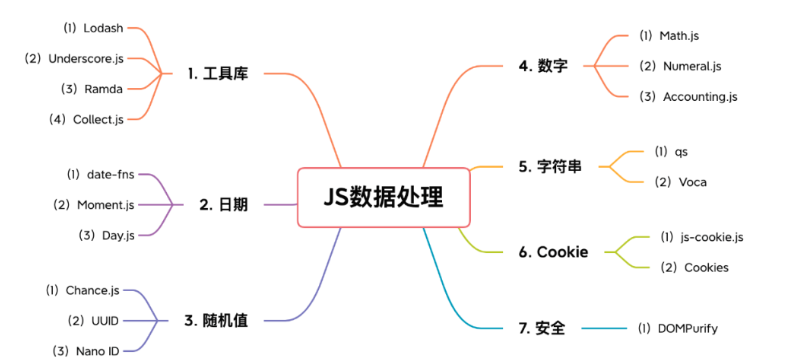 JS数据处理
1. 工具库
（1）Lodash
（2）Underscore.js
（3）Ramda
（4）Collect.js
2. 日期
（1）date-fns
（2）Moment.js
（3）Day.js
3. 随机值
（1）Chance.js
（2）UUID
（3）Nano ID
4. 数字
（1）Math.js
（2）Numeral.js
（3）Accounting.js
5. 字符串
（1）qs
（2）Voca
6. Cookie
（1）js-cookie.js
（2）Cookies
7. 安全
（1）DOMPurify